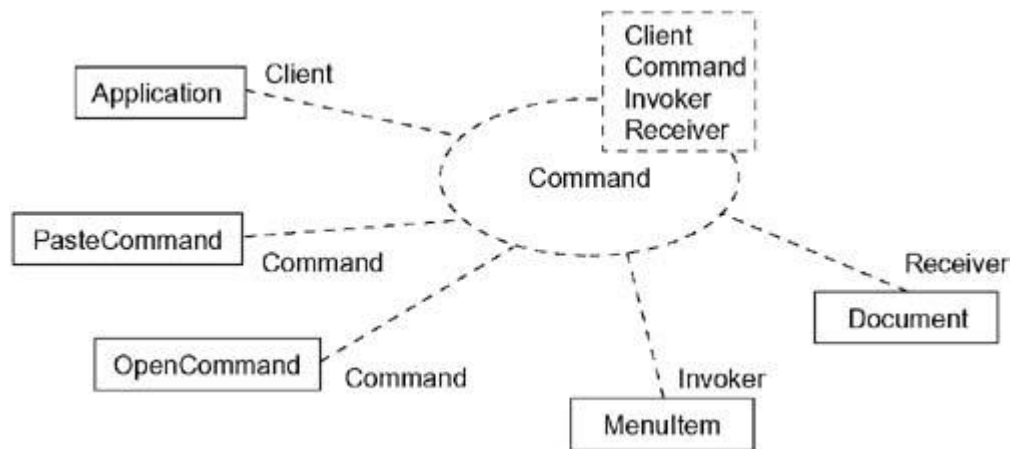 Client
Command
Invoker
Receiver
Client
Application
Command
PasteCommand
Command
Receiver
Document
OpenCommand
Command
Invoker
MenuItem